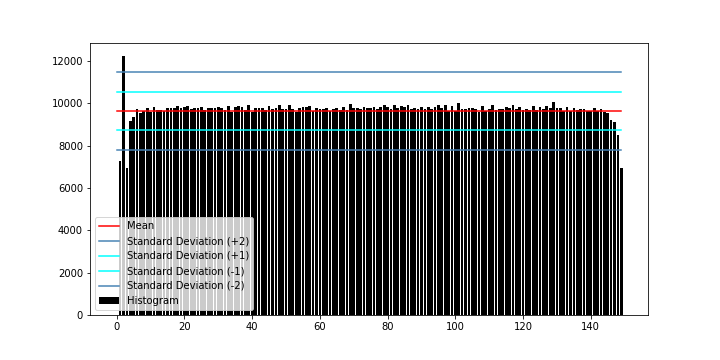 12000
10000
8000
6000
4000
2000
0
Mean
Standard Deviation (+2)
Standard Deviation (+1)
Standard Deviation (-1)
Standard Deviation (-2)
Histogram
0 20 40 60 80 100 120 140